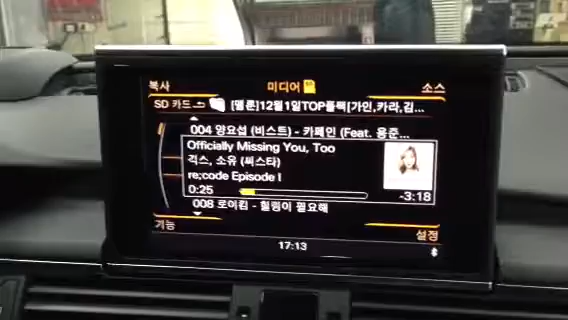 복사 미디어 소스
SD 카드 [멜론]12월1일TOP플렉[가인,카라,김...
004 양요섭 (비스트) - 카페인 (Feat. 용준...
Officially Missing You, Too
긱스, 소유 (씨스타)
re;code Episode I
0:25 -3:18
008 로이킴 - 힐링이 필요해
기능 설정
17:13